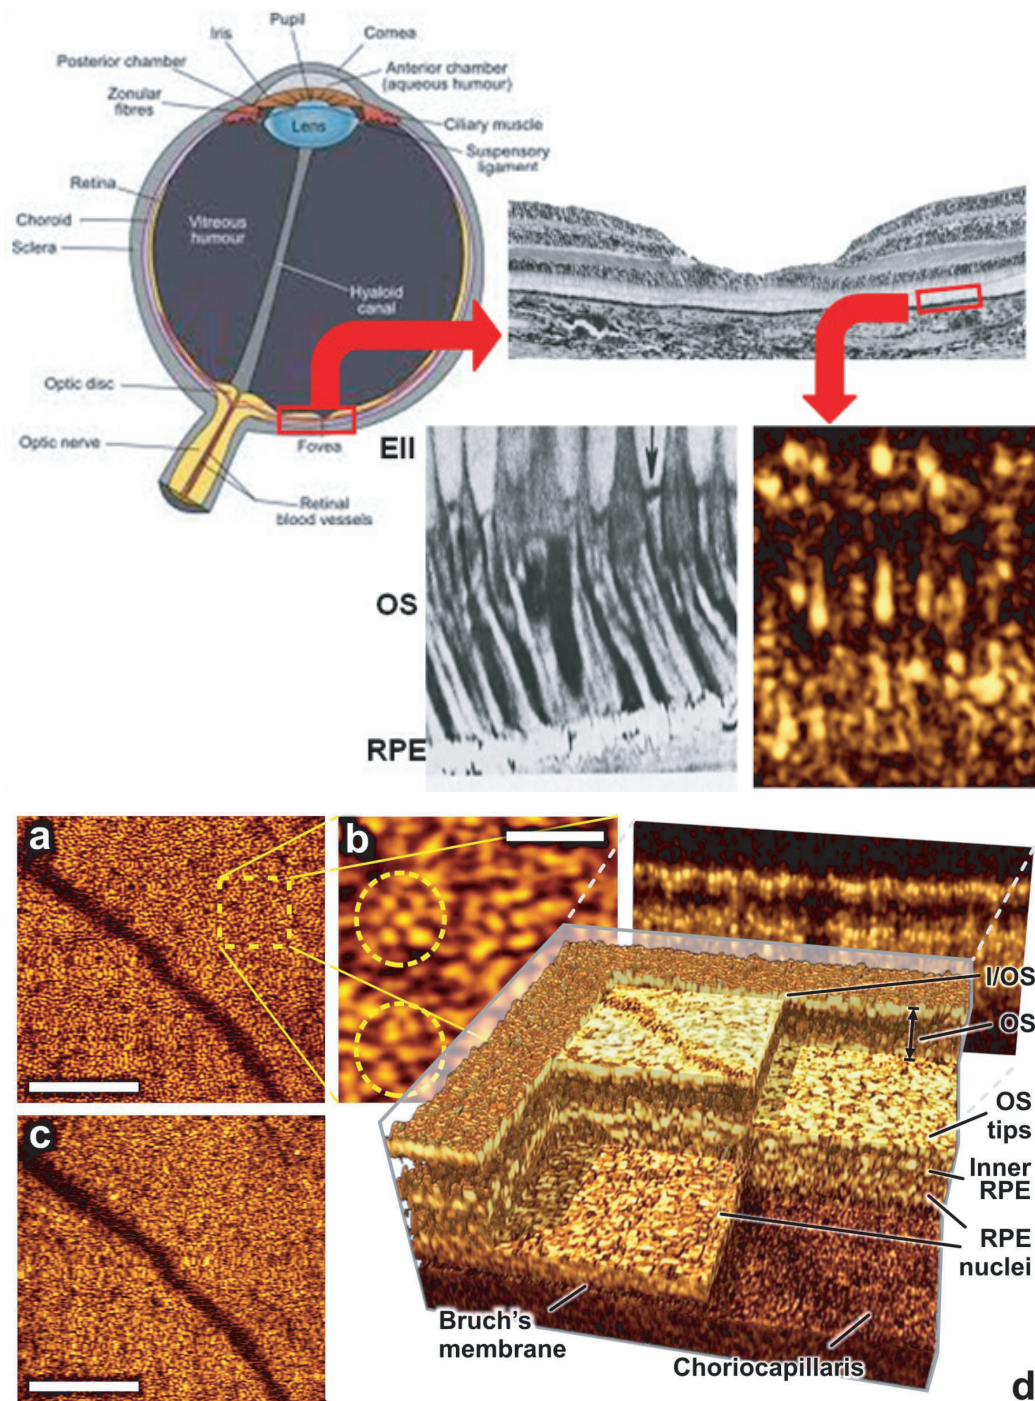 Pupil
Iris
Cornea
Posterior chamber
Anterior chamber
(aqueous humour)
Zonular
fibres
Lens
Ciliary muscle
Suspensory
ligament
Retina
Choroid
Sclera
Vitreous
humour
Hyaloid
canal
Optic disc
Optic nerve
Fovea
Retinal
blood vessels
Ell
OS
RPE
a
b
I/OS
OS
OS
tips
Inner
RPE
RPE
nuclei
c
Bruch's
membrane
Choriocapillaris
d